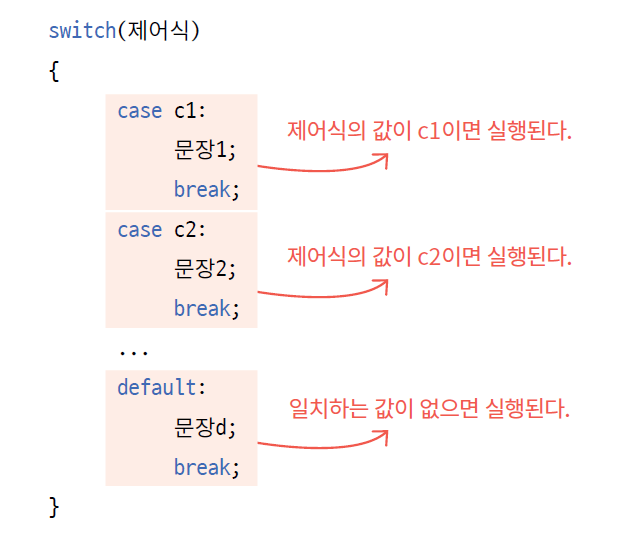 switch(제어식)
{
case c1:
제어식의 값이 c1이면 실행된다.
문장1;
break;
case c2:
제어식의 값이 c2이면 실행된다.
문장2;
break;
...
default:
일치하는 값이 없으면 실행된다.
문장d;
break;
}